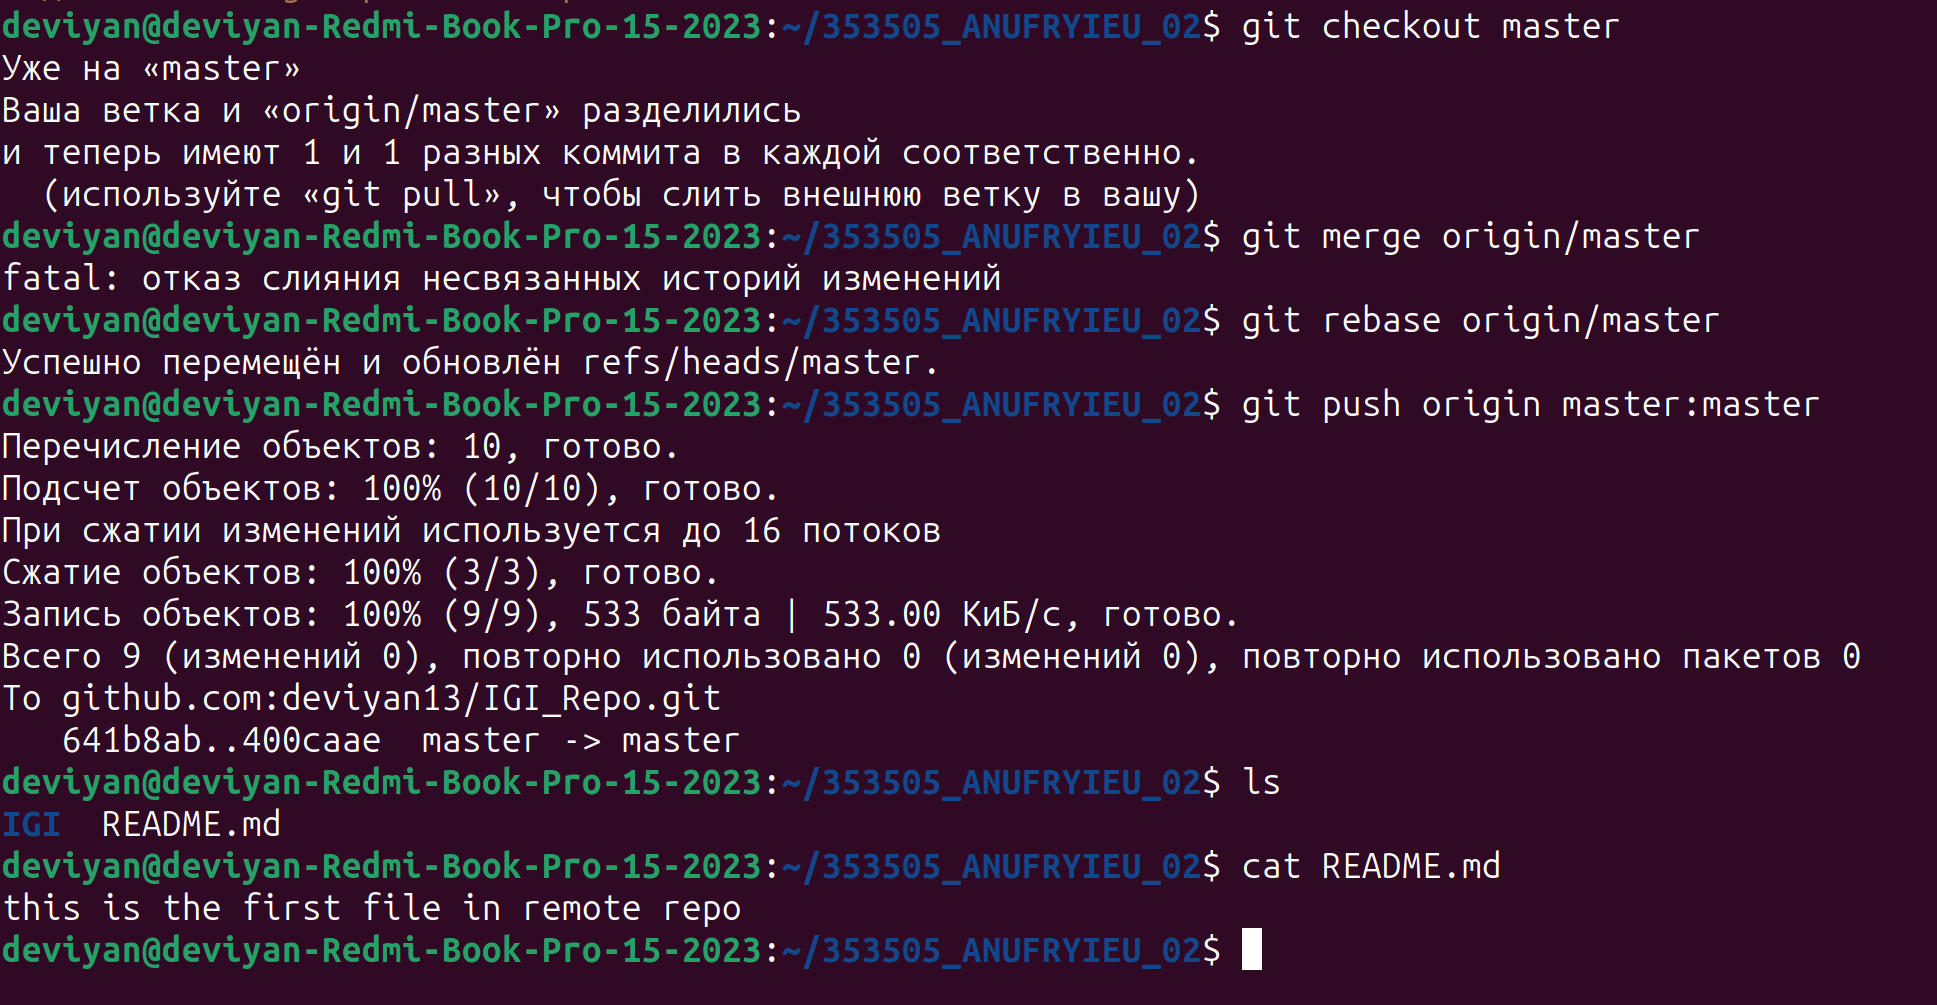 deviyan@deviyan-Redmi-Book-Pro-15-2023:~/353505_ANUFRYIEU_02$ git checkout master
Уже на «master»
Ваша ветка и «origin/master» разделились
и теперь имеют 1 и 1 разных коммита в каждой соответственно.
  (используйте «git pull», чтобы слить внешнюю ветку в вашу)
deviyan@deviyan-Redmi-Book-Pro-15-2023:~/353505_ANUFRYIEU_02$ git merge origin/master
fatal: отказ слияния несвязанных историй изменений
deviyan@deviyan-Redmi-Book-Pro-15-2023:~/353505_ANUFRYIEU_02$ git rebase origin/master
Успешно перемещён и обновлён refs/heads/master.
deviyan@deviyan-Redmi-Book-Pro-15-2023:~/353505_ANUFRYIEU_02$ git push origin master:master
Перечисление объектов: 10, готово.
Подсчет объектов: 100% (10/10), готово.
При сжатии изменений используется до 16 потоков
Сжатие объектов: 100% (3/3), готово.
Запись объектов: 100% (9/9), 533 байта | 533.00 КиБ/с, готово.
Всего 9 (изменений 0), повторно использовано 0 (изменений 0), повторно использовано пакетов 0
To github.com:deviyan13/IGI_Repo.git
   641b8ab..400caae  master -> master
deviyan@deviyan-Redmi-Book-Pro-15-2023:~/353505_ANUFRYIEU_02$ ls
IGI  README.md
deviyan@deviyan-Redmi-Book-Pro-15-2023:~/353505_ANUFRYIEU_02$ cat README.md
this is the first file in remote repo
deviyan@deviyan-Redmi-Book-Pro-15-2023:~/353505_ANUFRYIEU_02$